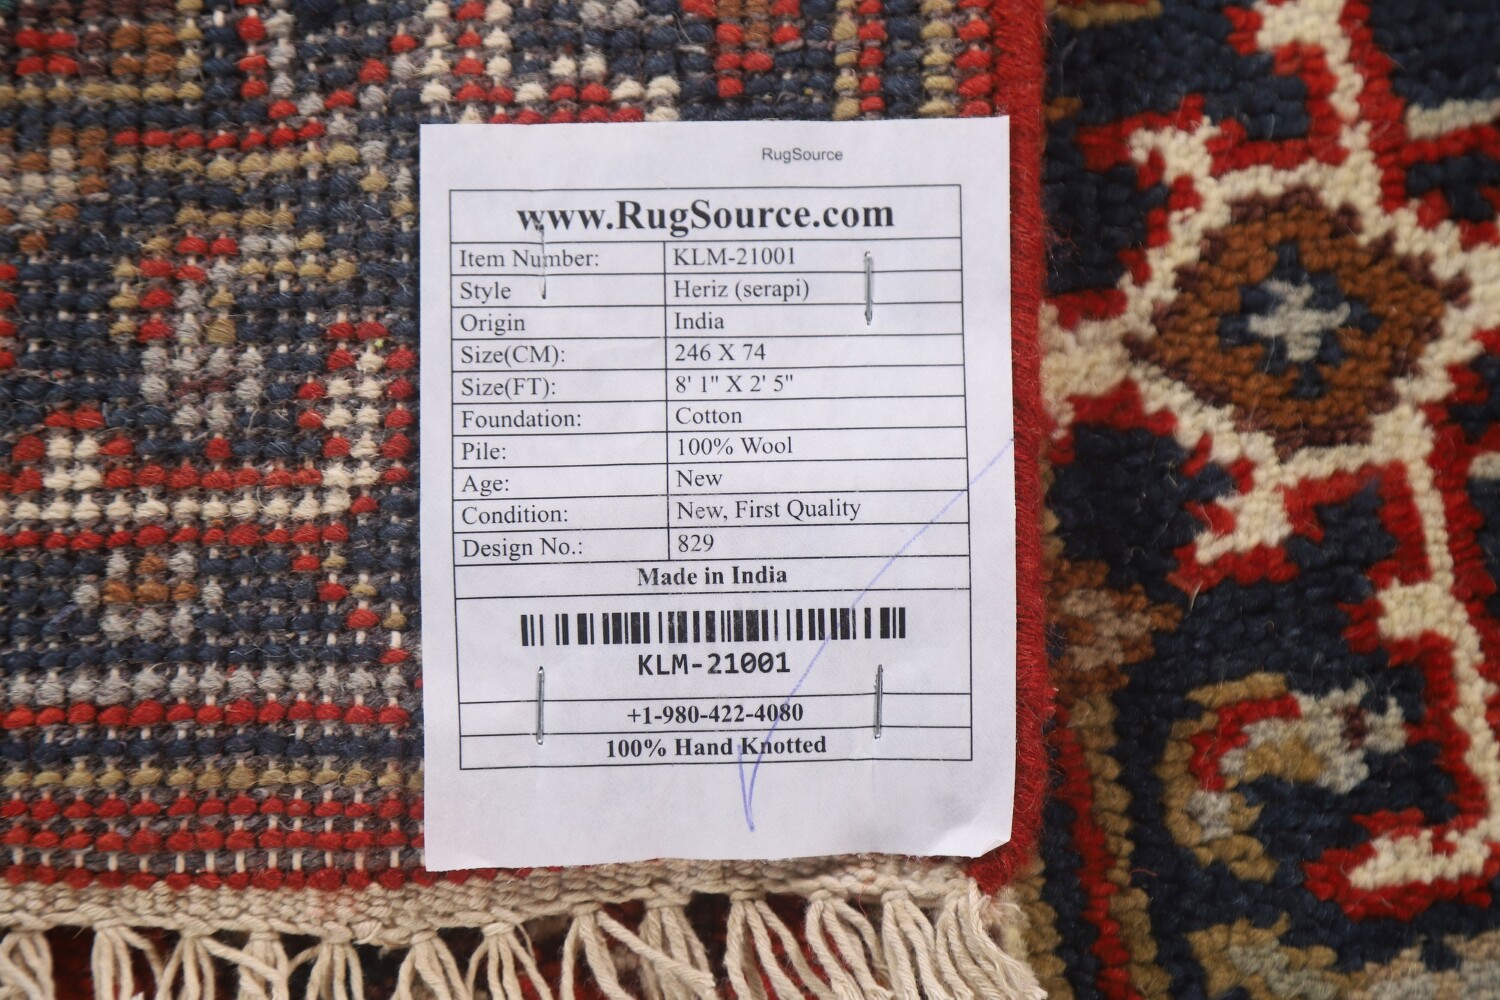 RugSource
www.RugSource.com
Item Number: KLM-21001
Style Heriz (serapi)
Origin India
Size(CM): 246 X 74
Size(FT): 8' 1" X 2' 5"
Foundation: Cotton
Pile: 100% Wool
Age: New
Condition: New, First Quality
Design No.: 829
Made in India
KLM-21001
+1-980-422-4080
100% Hand Knotted